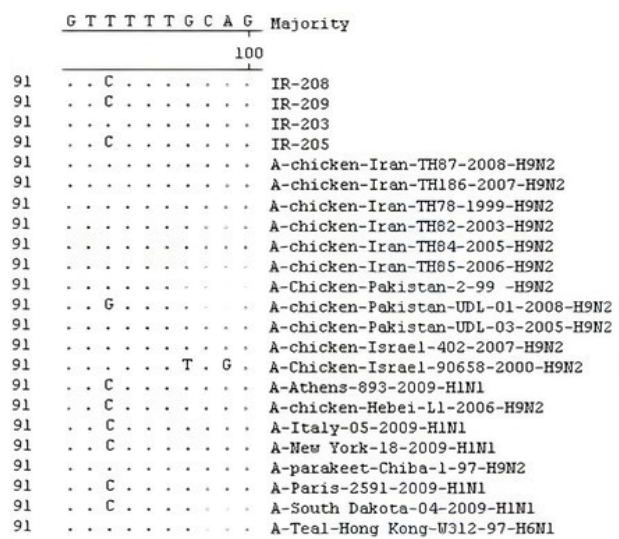 G T T T T T G C A G Majority
100
91 . . C . . . . . . . IR-208
91 . . C . . . . . . . IR-209
91 . . . . . . . . . . IR-203
91 . . C . . . . . . . IR-205
91 . . . . . . . . . . A-chicken-Iran-TH87-2008-H9N2
91 . . . . . . . . . . A-chicken-Iran-TH186-2007-H9N2
91 . . . . . . . . . . A-chicken-Iran-TH78-1999-H9N2
91 . . . . . . . . . . A-chicken-Iran-TH82-2003-H9N2
91 . . . . . . . . . . A-chicken-Iran-TH84-2005-H9N2
91 . . . . . . . . . . A-chicken-Iran-TH85-2006-H9N2
91 . . . . . . . . . . A-Chicken-Pakistan-2-99 -H9N2
91 . . G . . . . . . . A-chicken-Pakistan-UDL-01-2008-H9N2
91 . . . . . . . . . . A-chicken-Pakistan-UDL-03-2005-H9N2
91 . . . . . . . . . . A-chicken-Israel-402-2007-H9N2
91 . . . . . . T . G . A-Chicken-Israel-90658-2000-H9N2
91 . . C . . . . . . . A-Athens-893-2009-H1N1
91 . . C . . . . . . . A-chicken-Hebei-L1-2006-H9N2
91 . . C . . . . . . . A-Italy-05-2009-H1N1
91 . . C . . . . . . . A-New York-18-2009-H1N1
91 . . . . . . . . . . A-parakeet-Chiba-1-97-H9N2
91 . . C . . . . . . . A-Paris-2591-2009-H1N1
91 . . C . . . . . . . A-South Dakota-04-2009-H1N1
91 . . . . . . . . . . A-Teal-Hong Kong-W312-97-H6N1